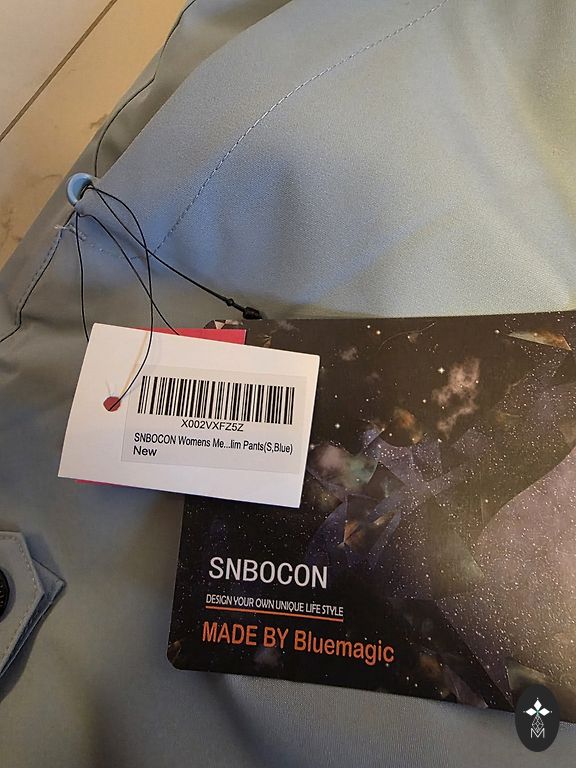 X002VXFZ5Z
SNBOCON Womens Me...lim Pants(S,Blue)
New
SNBOCON
DESIGN YOUR OWN UNIQUE LIFE STYLE
MADE BY Bluemagic
M